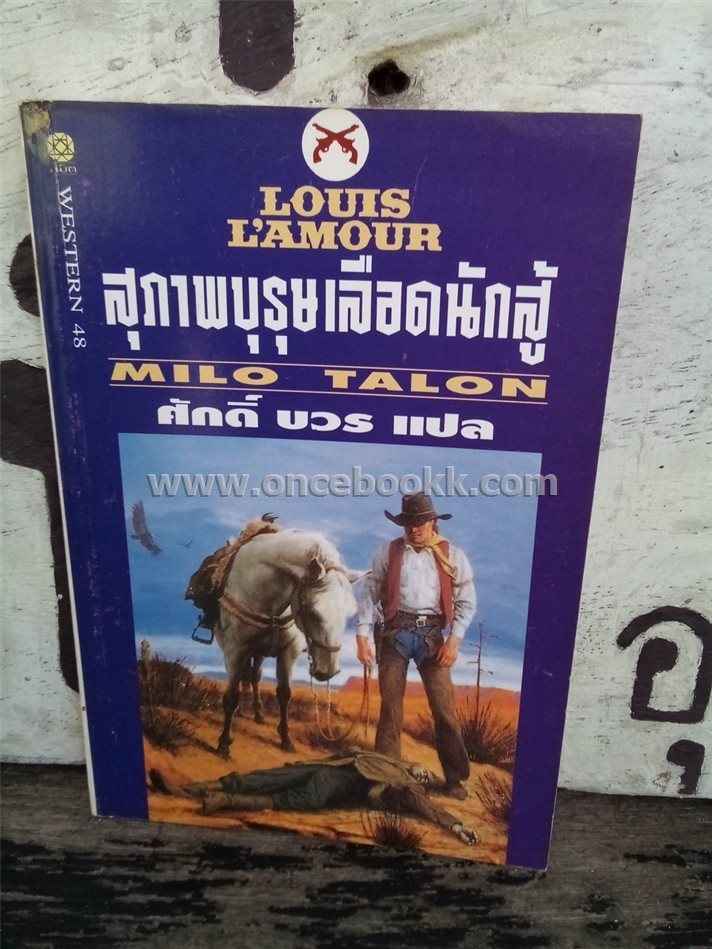 LOUIS
L'AMOUR
สุภาพบุรุษเลือดนักสู้
MILO TALON
ศักดิ์ บวร แปล
WESTERN 48
www.oncebookk.com
อุ